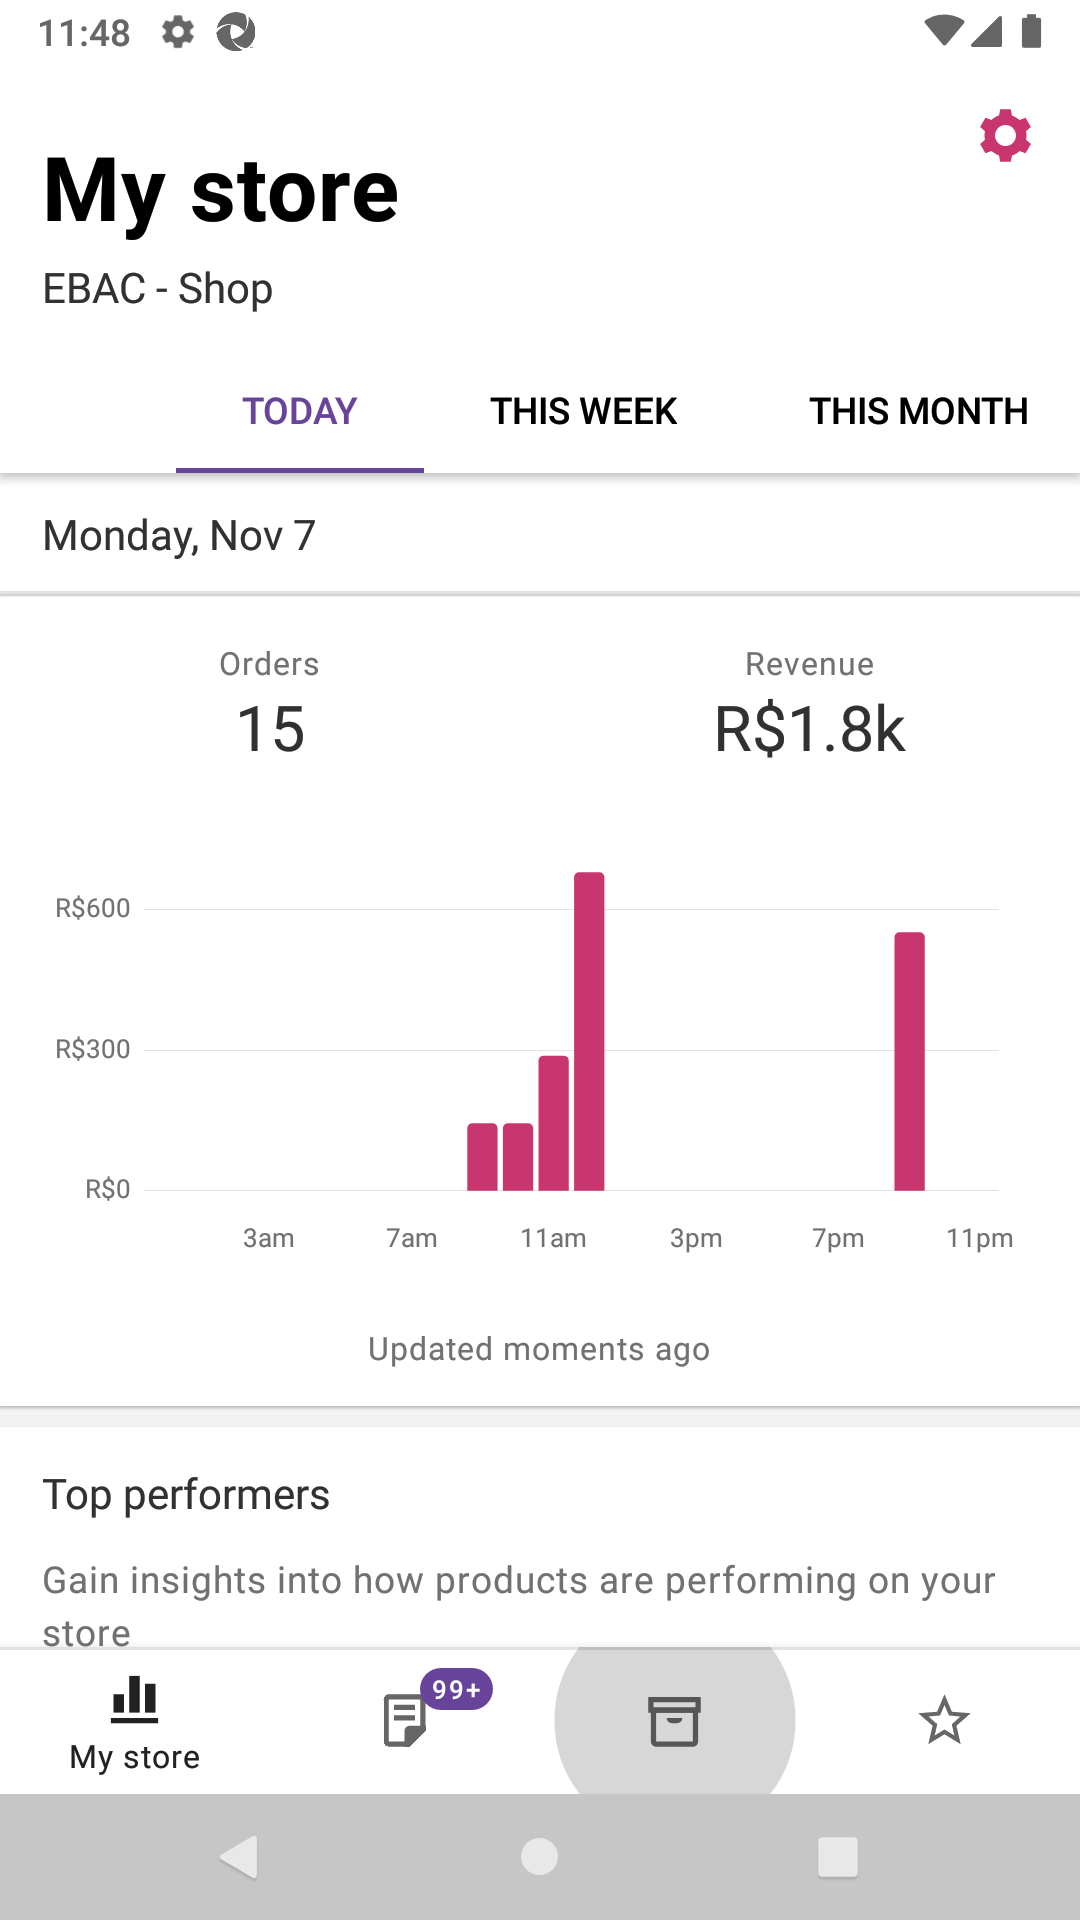 11:48
My store
EBAC - Shop
TODAY THIS WEEK THIS MONTH
Monday, Nov 7
Orders Revenue
15 R$1.8k
R$600
R$300
R$0
3am 7am 11am 3pm 7pm 11pm
Updated moments ago
Top performers
Gain insights into how products are performing on your
store
99+
My store